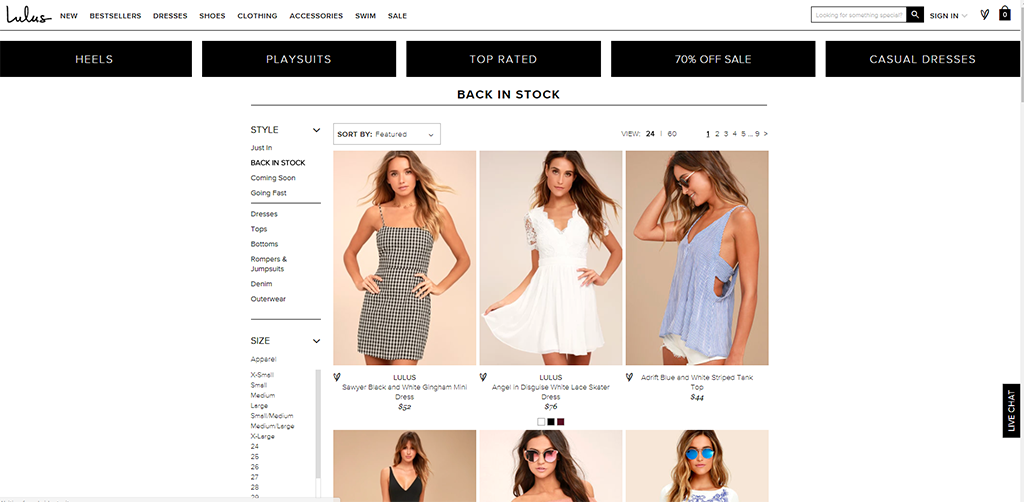 Lulus
NEW BESTSELLERS DRESSES SHOES CLOTHING ACCESSORIES SWIM SALE
Looking for something special?
SIGN IN
0
HEELS
PLAYSUITS
TOP RATED
70% OFF SALE
CASUAL DRESSES
BACK IN STOCK
STYLE
Just In
BACK IN STOCK
Coming Soon
Going Fast
Dresses
Tops
Bottoms
Rompers &
Jumpsuits
Denim
Outerwear
SIZE
Apparel
X-Small
Small
Medium
Large
Small/Medium
Medium/Large
X-Large
24
25
26
27
28
29
SORT BY: Featured
VIEW: 24 | 60
1 2 3 4 5 ... 9 >
LULUS
Sawyer Black and White Gingham Mini
Dress
$52
LULUS
Angel in Disguise White Lace Skater
Dress
$76
Adrift Blue and White Striped Tank
Top
$44
LIVE CHAT